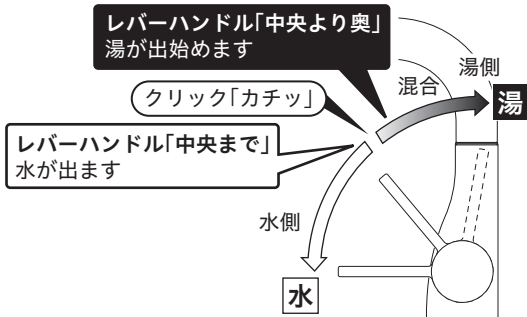 レバーハンドル「中央より奥」
湯が出始めます
湯側
混合
湯
クリック「カチッ」
レバーハンドル「中央まで」
水が出ます
水側
水